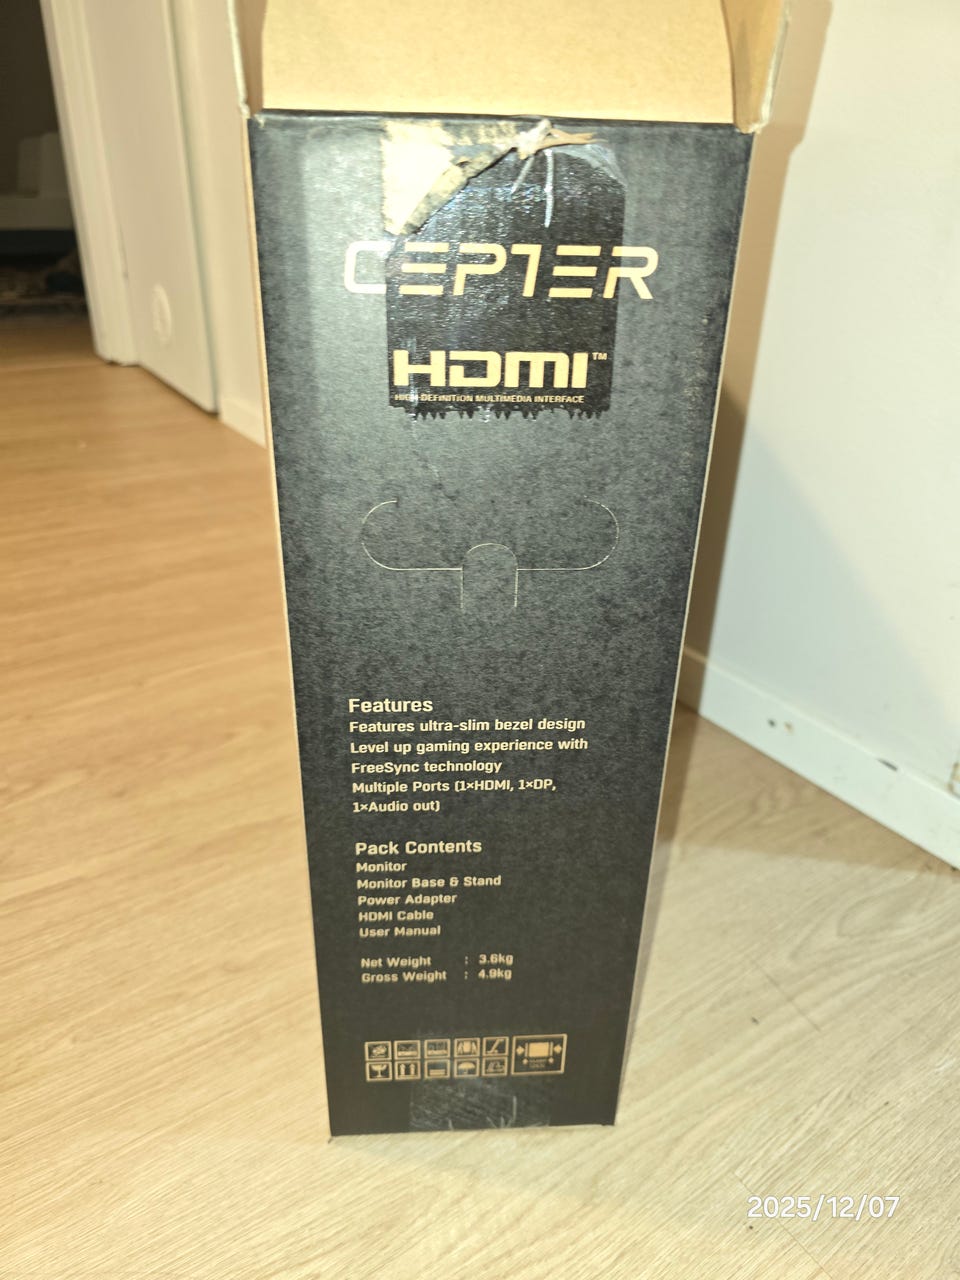 CEPTER
HDMI™
HIGH-DEFINITION MULTIMEDIA INTERFACE
Features
Features ultra-slim bezel design
Level up gaming experience with
FreeSync technology
Multiple Ports (1×HDMI, 1×DP,
1×Audio out)
Pack Contents
Monitor
Monitor Base & Stand
Power Adapter
HDMI Cable
User Manual
Net Weight : 3.6kg
Gross Weight : 4.9kg
2025/12/07